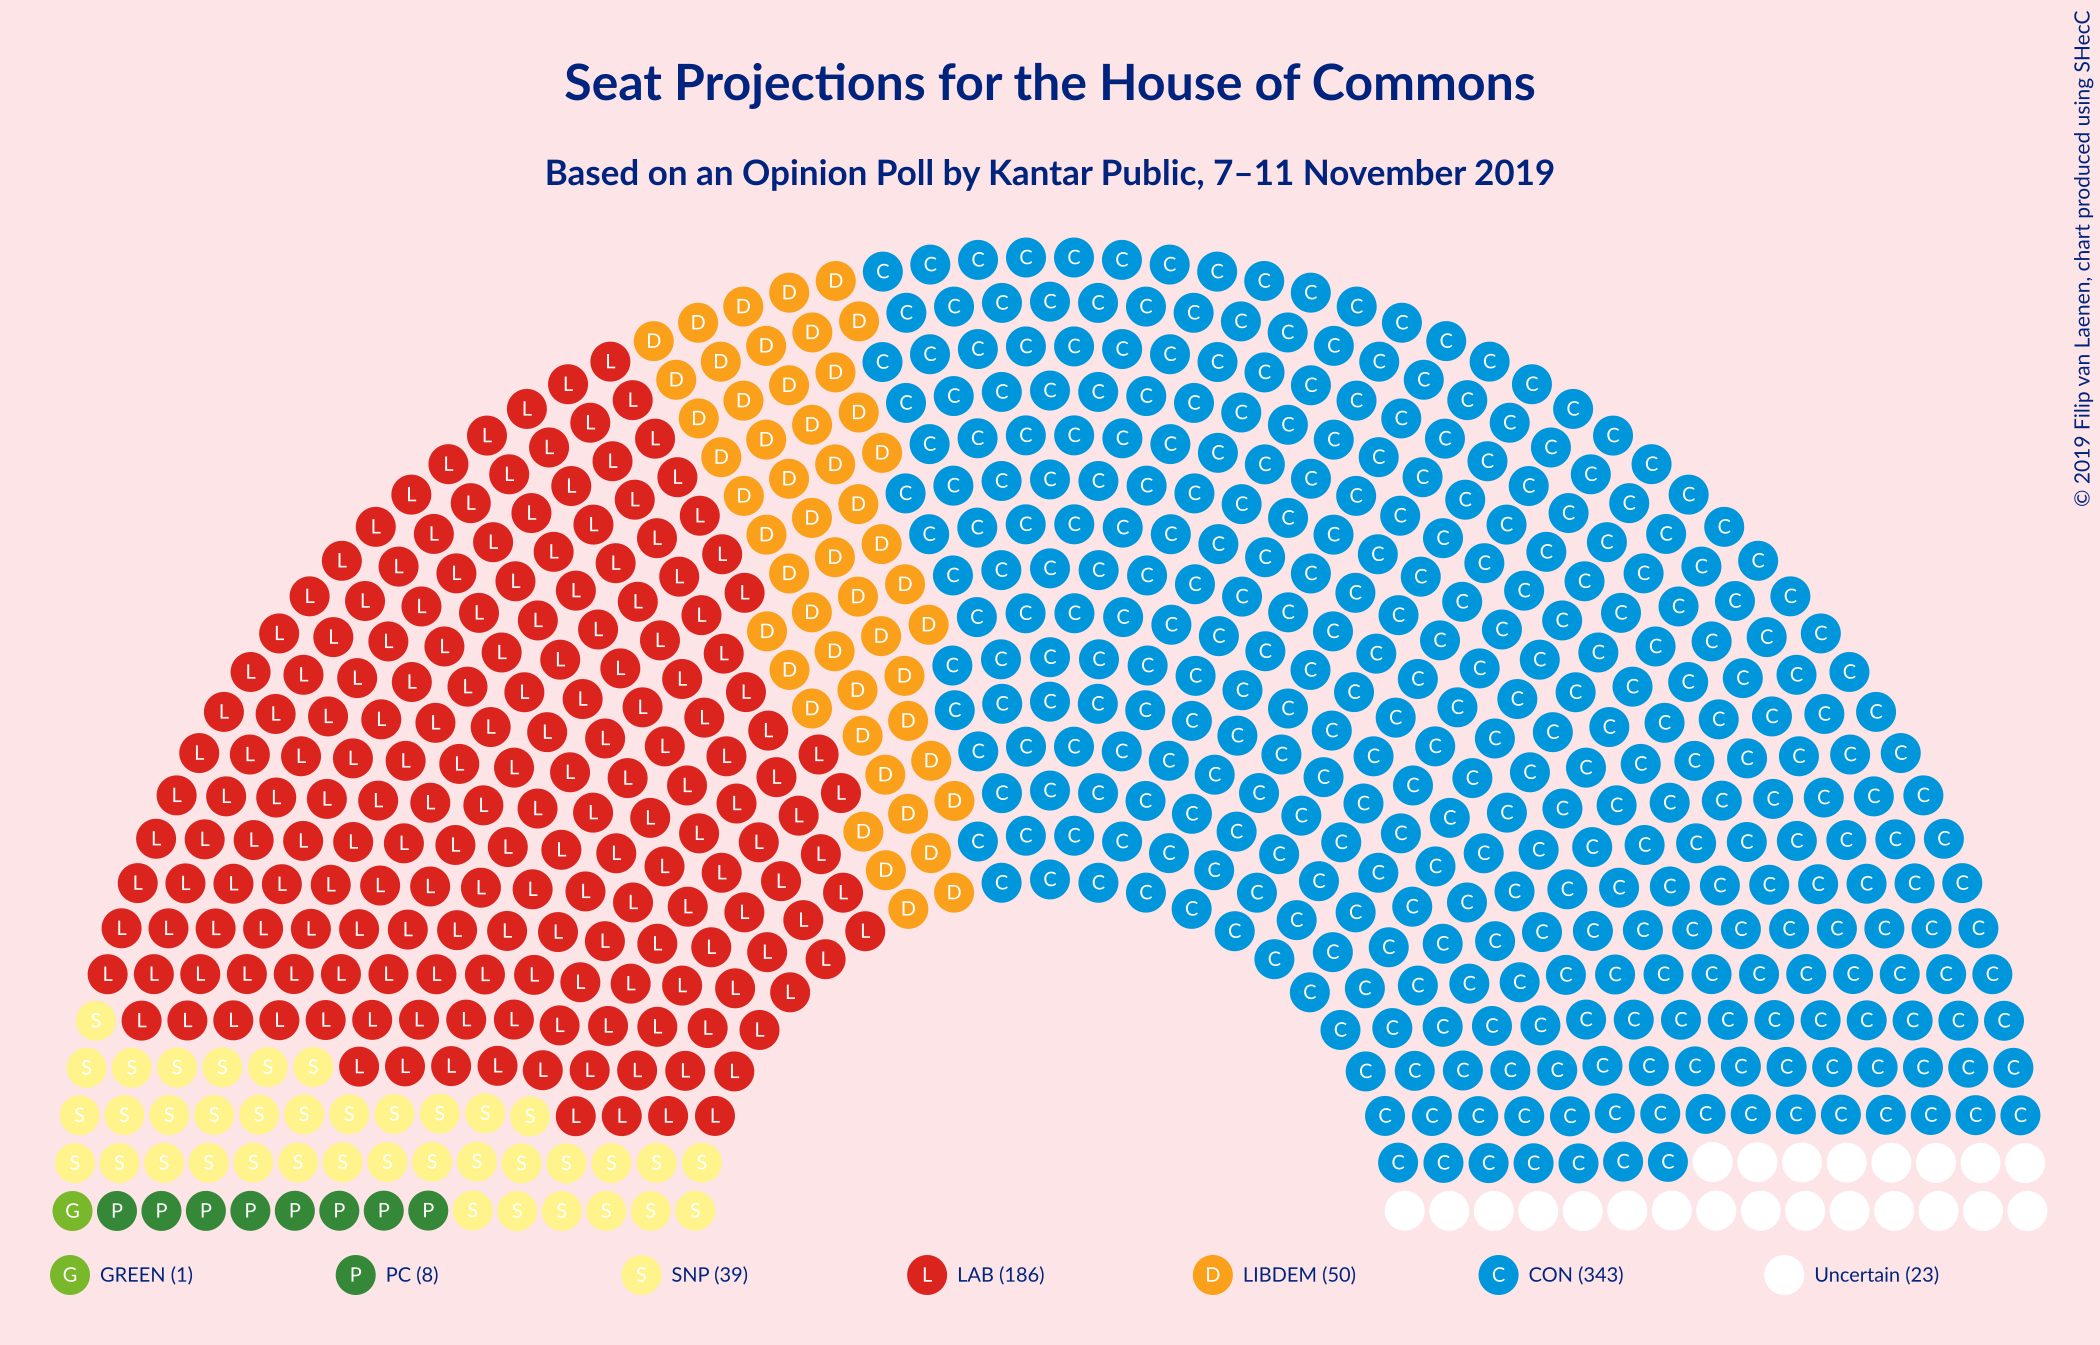 Seat Projections for the House of Commons
Based on an Opinion Poll by Kantar Public, 7–11 November 2019
© 2019 Filip van Laenen, chart produced using SHecC
G GREEN (1) P PC (8) S SNP (39) L LAB (186) D LIBDEM (50) C CON (343) Uncertain (23)